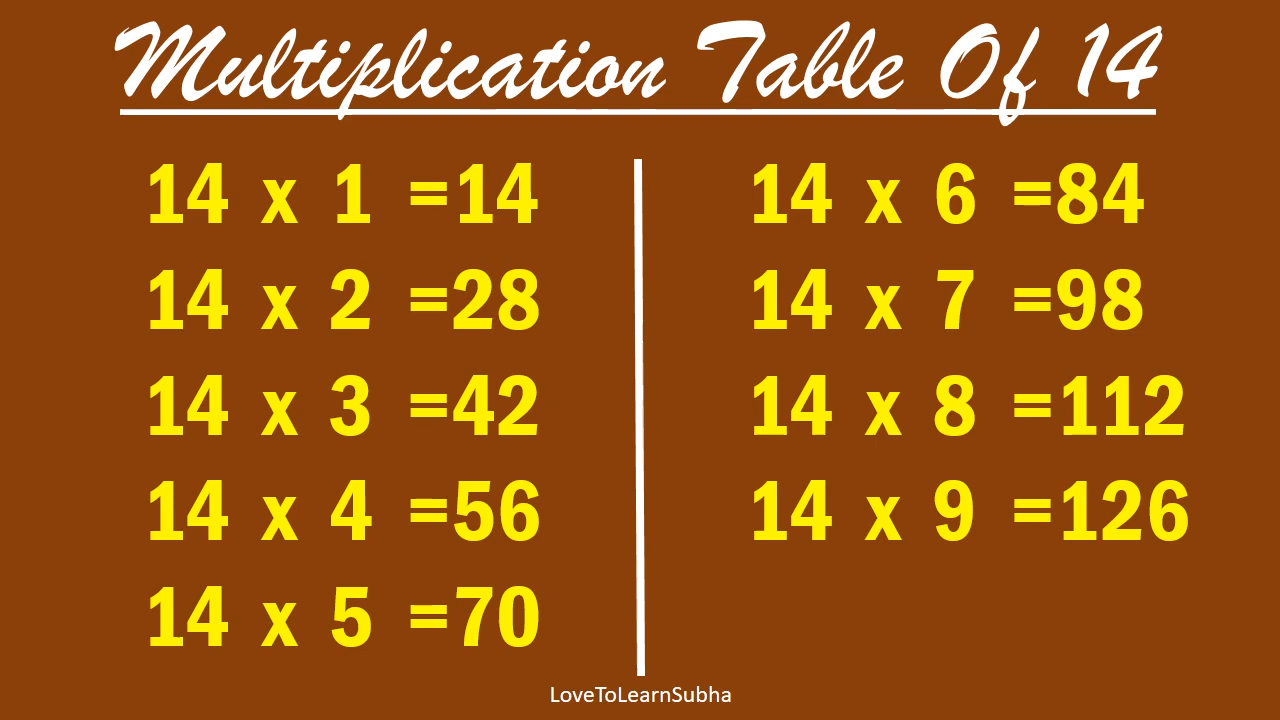 Multiplication Table Of 14
14 x 1 =14
14 x 2 =28
14 x 3 =42
14 x 4 =56
14 x 5 =70
14 x 6 =84
14 x 7 =98
14 x 8 =112
14 x 9 =126
LoveToLearnSubha